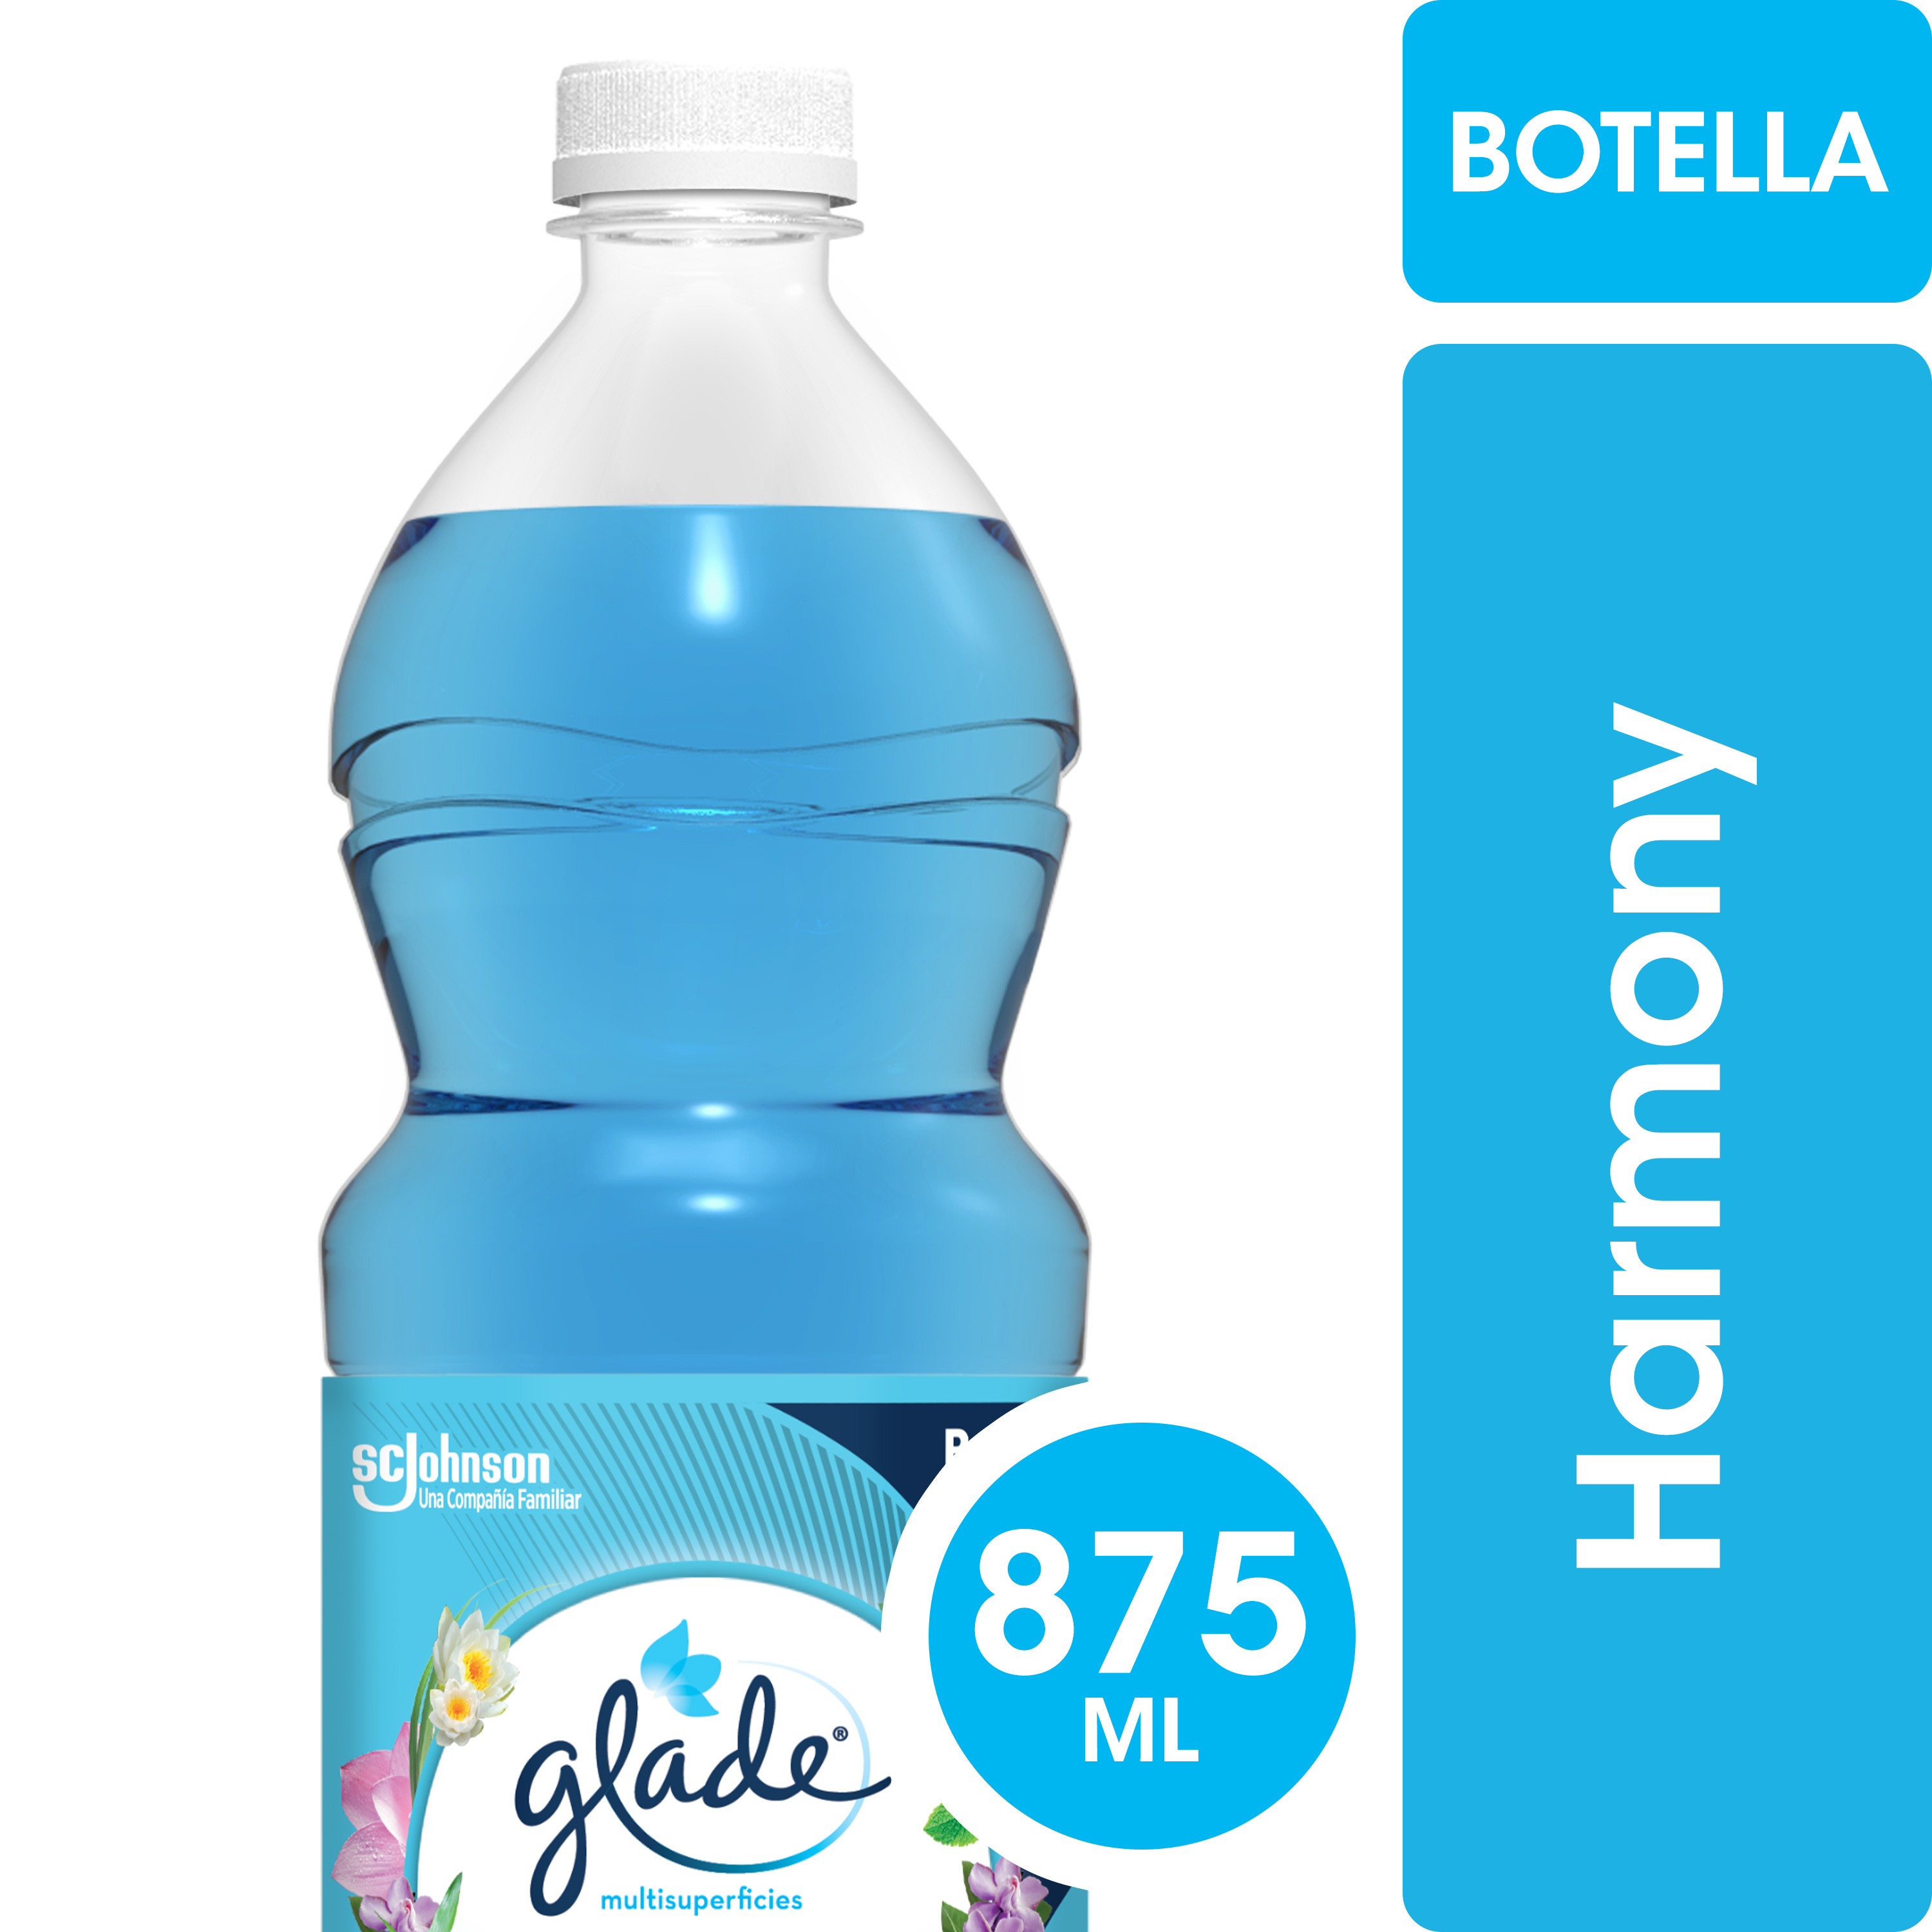 BOTELLA
Harmony
SCJohnson
Una Compañía Familiar
875
ML
glade®
multisuperficies